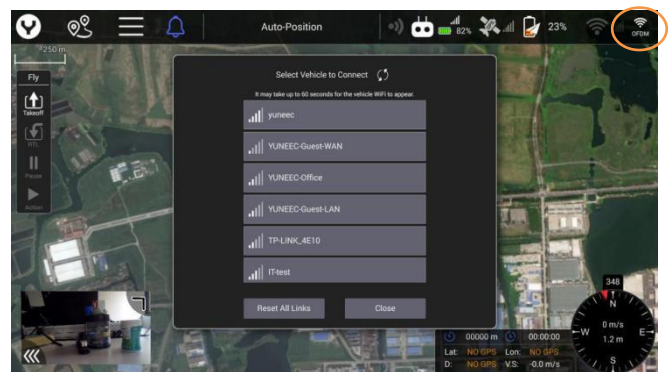 Auto-Position
82%
23%
OFDM
250 m
Fly
Takeoff
RTL
Pause
Action
Select Vehicle to Connect
It may take up to 60 seconds for the vehicle WiFi to appear.
yuneec
YUNEEC-Guest-WAN
YUNEEC-Office
YUNEEC-Guest-LAN
TP-LINK_4E10
IT-test
Reset All Links Close
348
N
W E
S
0 m/s
1.2 m
00000 m 00:00:00
Lat: NO GPS Lon: NO GPS
D: NO GPS V.S: -0.0 m/s